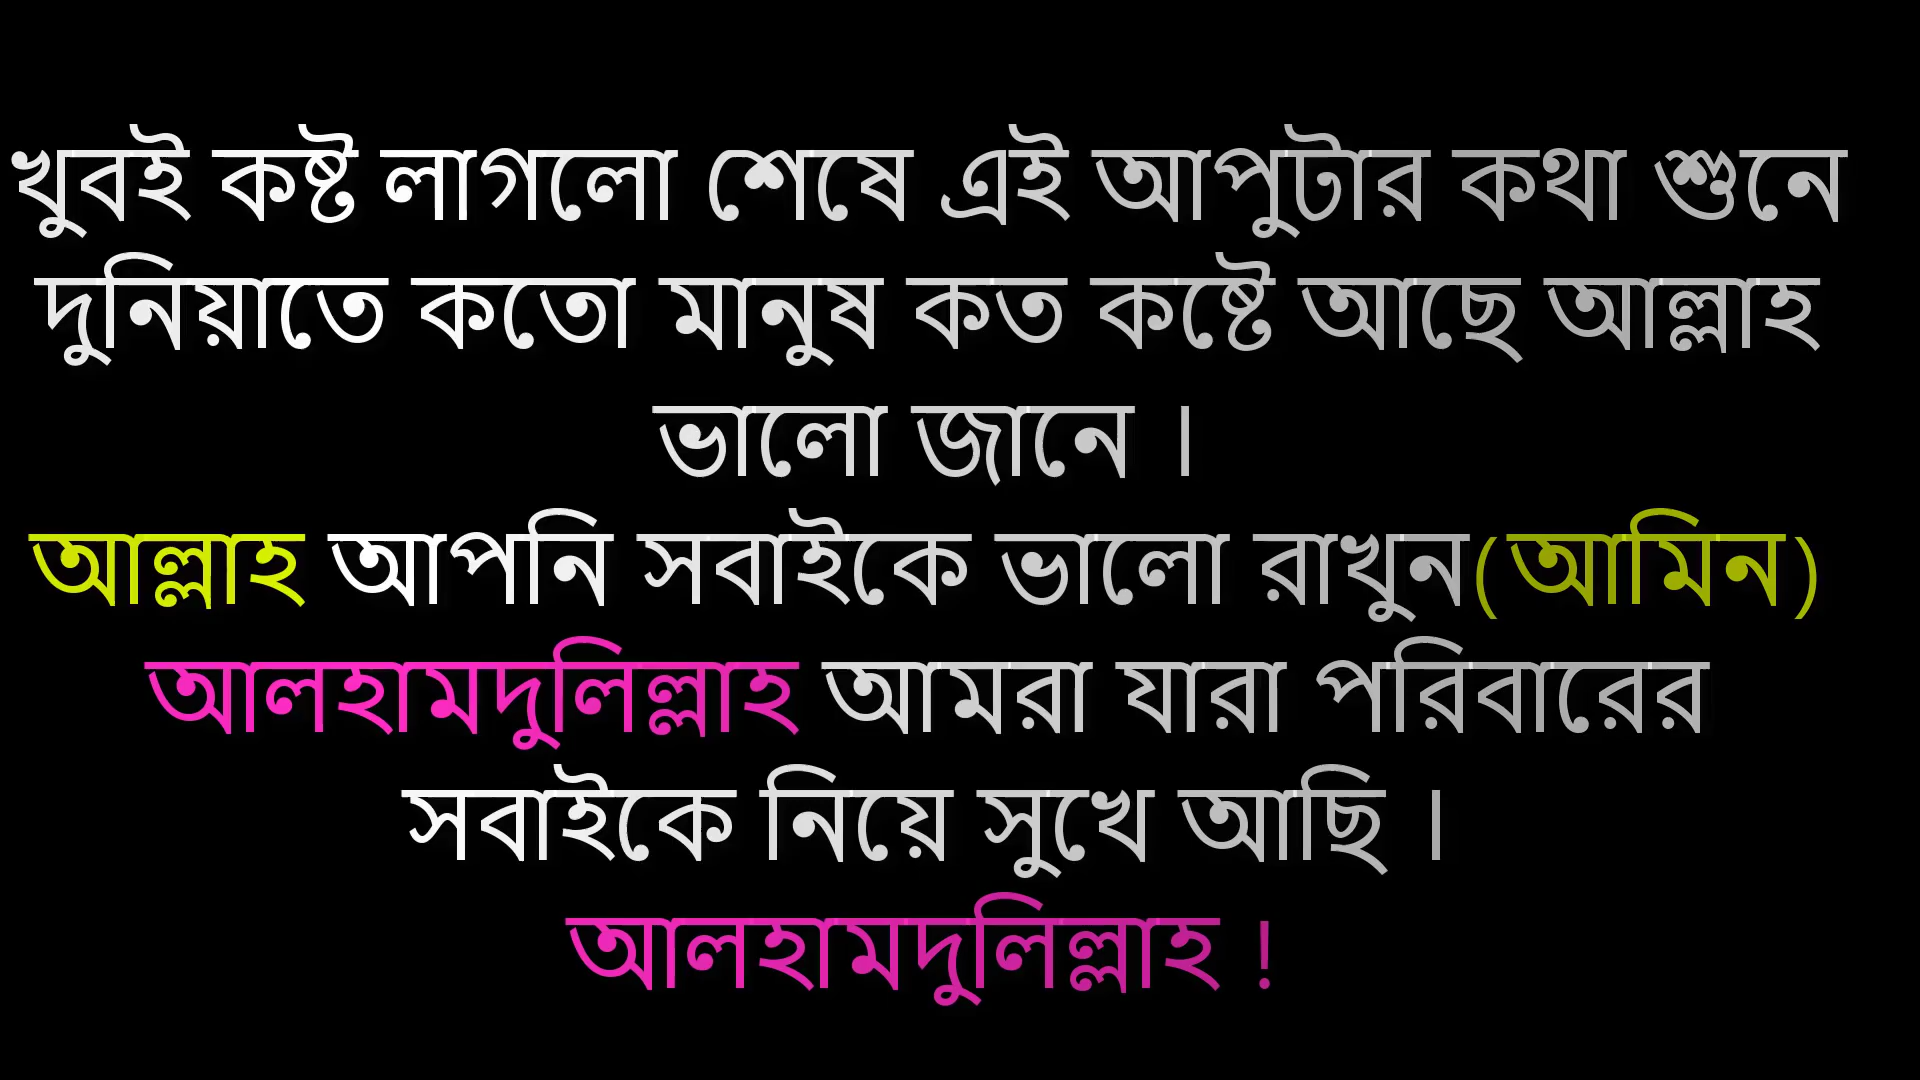 খুবই কষ্ট লাগলো শেষে এই আপুটার কথা শুনে
দুনিয়াতে কতো মানুষ কত কষ্টে আছে আল্লাহ
ভালো জানে ।
আল্লাহ আপনি সবাইকে ভালো রাখুন(আমিন)
আলহামদুলিল্লাহ আমরা যারা পরিবারের
সবাইকে নিয়ে সুখে আছি ।
আলহামদুলিল্লাহ !